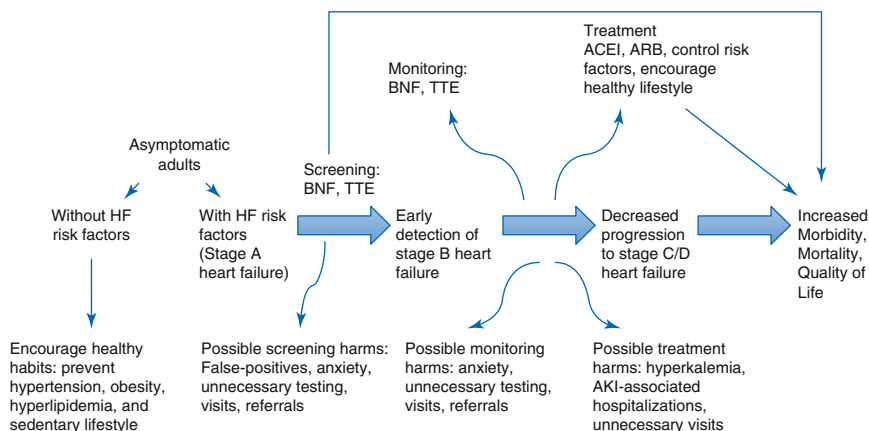 Treatment
ACEI, ARB, control risk
factors, encourage
healthy lifestyle
Monitoring:
BNF, TTE
Asymptomatic
adults
Screening:
BNF, TTE
Without HF
risk factors
With HF risk
factors
(Stage A
heart failure)
Early
detection of
stage B heart
failure
Decreased
progression
to stage C/D
heart failure
Increased
Morbidity,
Mortality,
Quality of
Life
Encourage healthy
habits: prevent
hypertension, obesity,
hyperlipidemia, and
sedentary lifestyle
Possible screening harms:
False-positives, anxiety,
unnecessary testing,
visits, referrals
Possible monitoring
harms: anxiety,
unnecessary testing,
visits, referrals
Possible treatment
harms: hyperkalemia,
AKI-associated
hospitalizations,
unnecessary visits